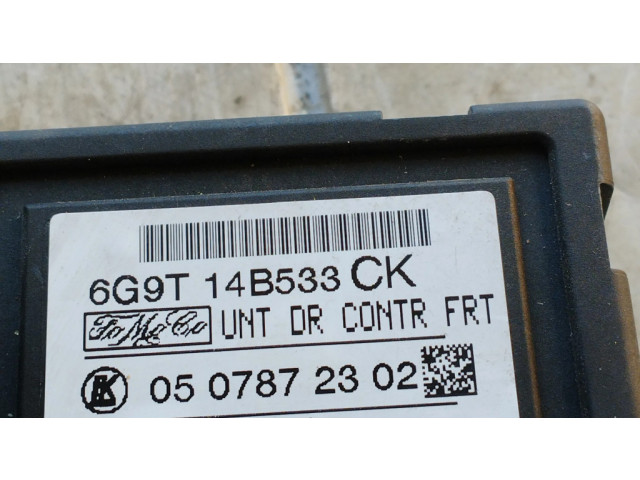 6G9T 14B533 CK
FoMoCo UNT DR CONTR FRT
K 05 0787 23 02